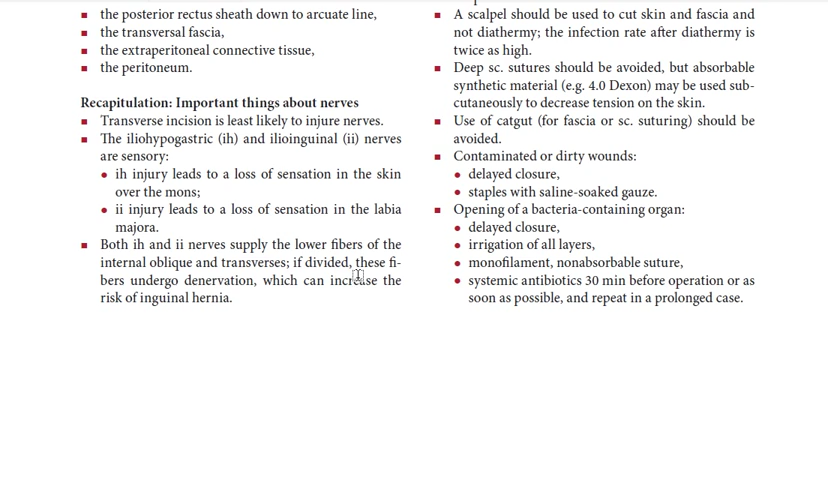 ■ the posterior rectus sheath down to arcuate line,
■ the transversal fascia,
■ the extraperitoneal connective tissue,
■ the peritoneum.
Recapitulation: Important things about nerves
■ Transverse incision is least likely to injure nerves.
■ The iliohypogastric (ih) and ilioinguinal (ii) nerves
are sensory:
● ih injury leads to a loss of sensation in the skin
over the mons;
● ii injury leads to a loss of sensation in the labia
majora.
■ Both ih and ii nerves supply the lower fibers of the
internal oblique and transverses; if divided, these fi-
bers undergo denervation, which can increase the
risk of inguinal hernia.
■ A scalpel should be used to cut skin and fascia and
not diathermy; the infection rate after diathermy is
twice as high.
■ Deep sc. sutures should be avoided, but absorbable
synthetic material (e.g. 4.0 Dexon) may be used sub-
cutaneously to decrease tension on the skin.
■ Use of catgut (for fascia or sc. suturing) should be
avoided.
■ Contaminated or dirty wounds:
● delayed closure,
● staples with saline-soaked gauze.
■ Opening of a bacteria-containing organ:
● delayed closure,
● irrigation of all layers,
● monofilament, nonabsorbable suture,
● systemic antibiotics 30 min before operation or as
soon as possible, and repeat in a prolonged case.